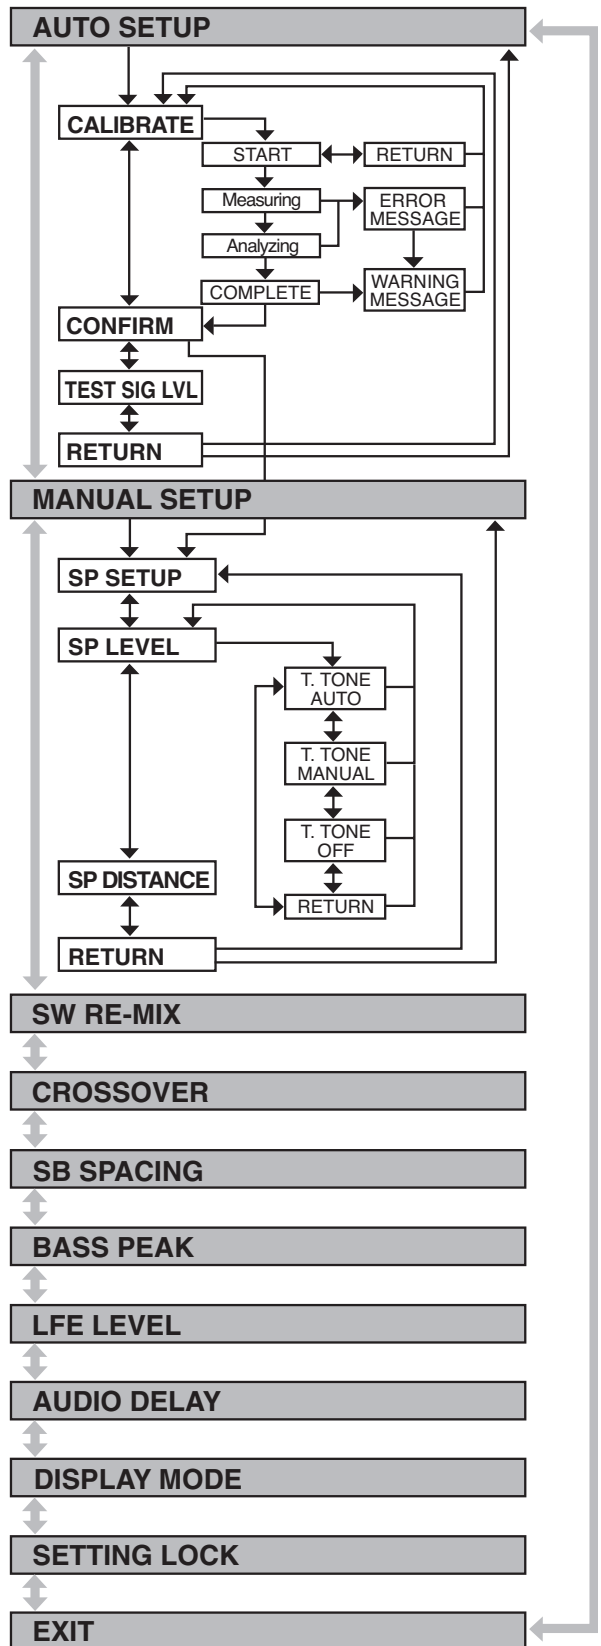 AUTO SETUP
CALIBRATE
START
RETURN
Measuring
ERROR
MESSAGE
Analyzing
COMPLETE
WARNING
MESSAGE
CONFIRM
TEST SIG LVL
RETURN
MANUAL SETUP
SP SETUP
SP LEVEL
T. TONE
AUTO
T. TONE
MANUAL
T. TONE
OFF
SP DISTANCE
RETURN
RETURN
SW RE-MIX
CROSSOVER
SB SPACING
BASS PEAK
LFE LEVEL
AUDIO DELAY
DISPLAY MODE
SETTING LOCK
EXIT